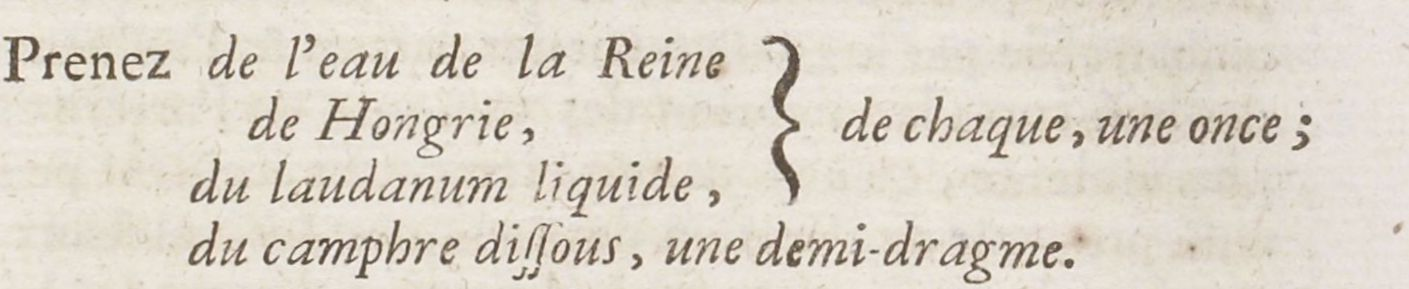 Prenez de l'eau de la Reine
de Hongrie,
du laudanum liquide,
} de chaque, une once ;
du camphre diſſous, une demi-dragme.